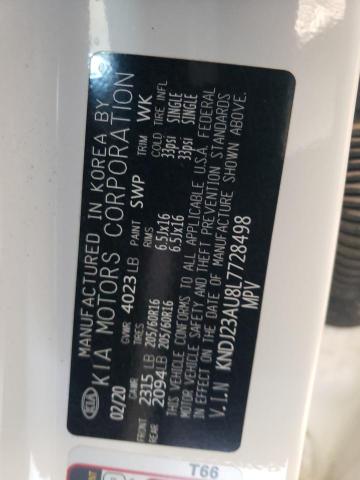 MANUFACTURED IN KOREA BY
KIA KIA MOTORS CORPORATION
02/20 GVWR 4023 LB PAINT SWP TRIM WK
GAWR TIRES RIMS COLD TIRE INFL
FRONT 2315 LB 205/60R16 6.5Jx16 33psi SINGLE
REAR 2094 LB 205/60R16 6.5Jx16 33psi SINGLE
THIS VEHICLE CONFORMS TO ALL APPLICABLE U.S.A. FEDERAL
MOTOR VEHICLE SAFETY AND THEFT PREVENTION STANDARDS
IN EFFECT ON THE DATE OF MANUFACTURE SHOWN ABOVE.
V.I.N KNDJ23AU8L7728498
MPV
T66